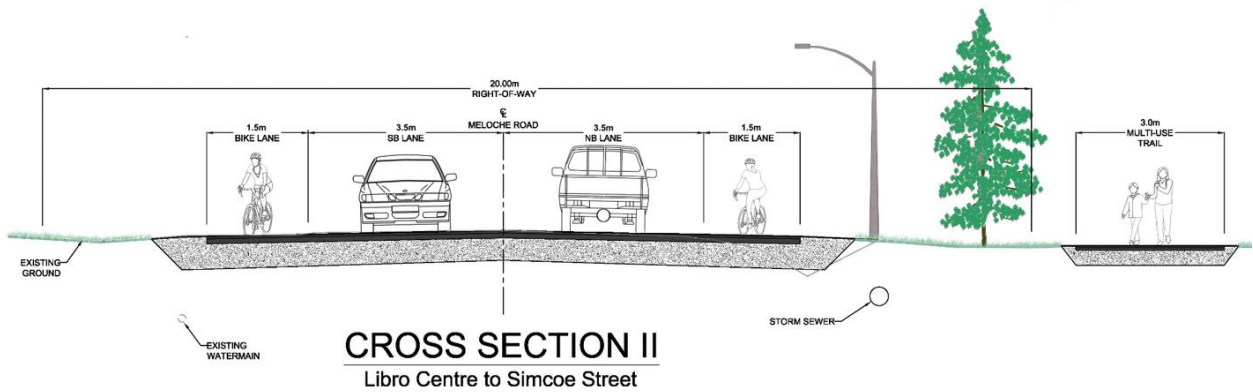 20.00m
RIGHT-OF-WAY
℄
MELOCHE ROAD
1.5m
BIKE LANE
3.5m
SB LANE
3.5m
NB LANE
1.5m
BIKE LANE
3.0m
MULTI-USE
TRAIL
EXISTING
GROUND
EXISTING
WATERMAIN
STORM SEWER
CROSS SECTION II
Libro Centre to Simcoe Street